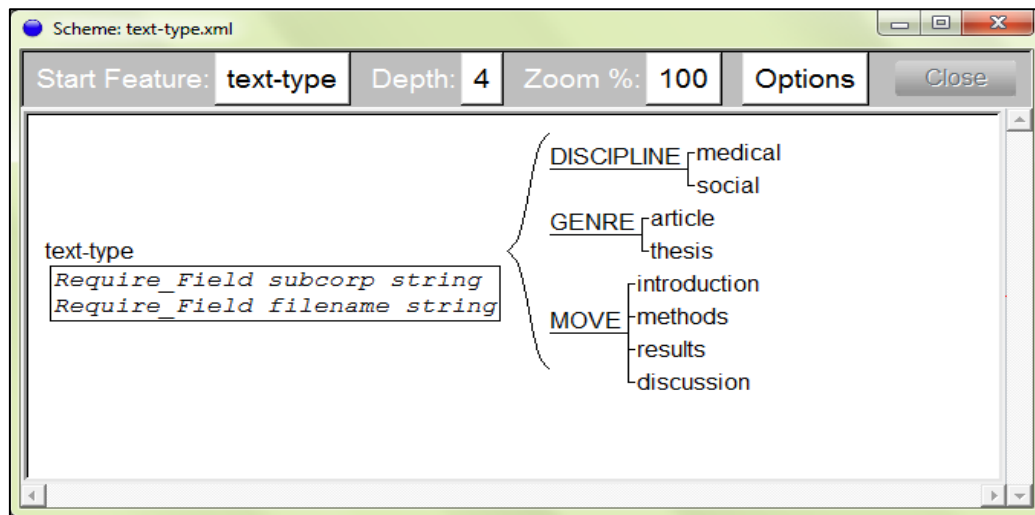 Scheme: text-type.xml
Start Feature: text-type Depth: 4 Zoom %: 100 Options Close
DISCIPLINE medical
social
GENRE article
thesis
text-type
Require_Field subcorp string
Require_Field filename string
MOVE introduction
methods
results
discussion